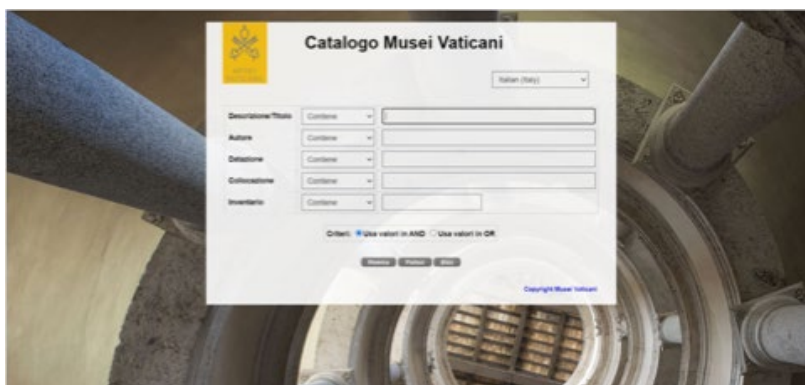 Catalogo Musei Vaticani
Italian (Italy)
Descrizione/Titolo Contiene
Autore Contiene
Datazione Contiene
Collocazione Contiene
Inventario Contiene
Criteri: Usa valori in AND Usa valori in OR
Ricerca Pulisci
Copyright Musei Vaticani